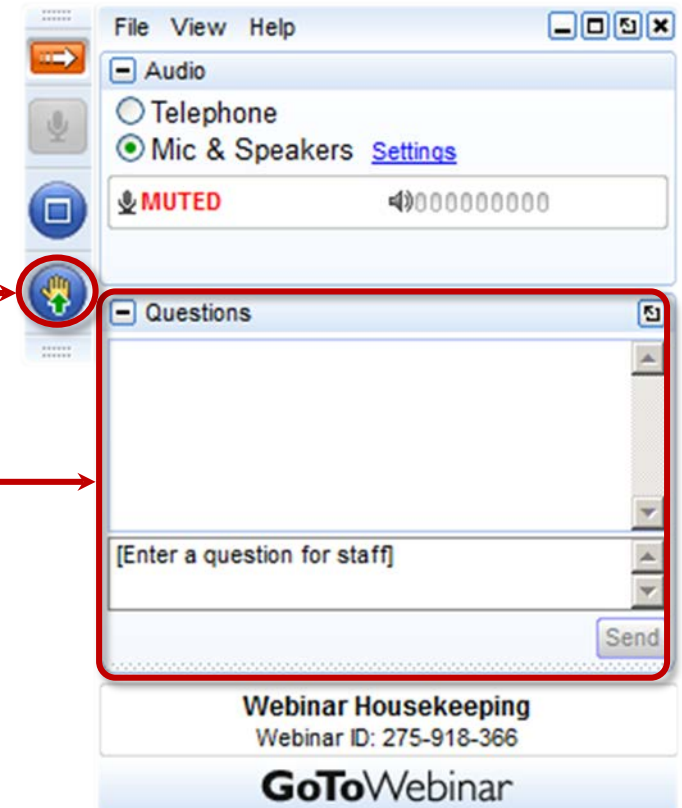 File View Help
Audio
Telephone
Mic & Speakers Settings
MUTED 000000000
Questions
[Enter a question for staff]
Send
Webinar Housekeeping
Webinar ID: 275-918-366
GoToWebinar